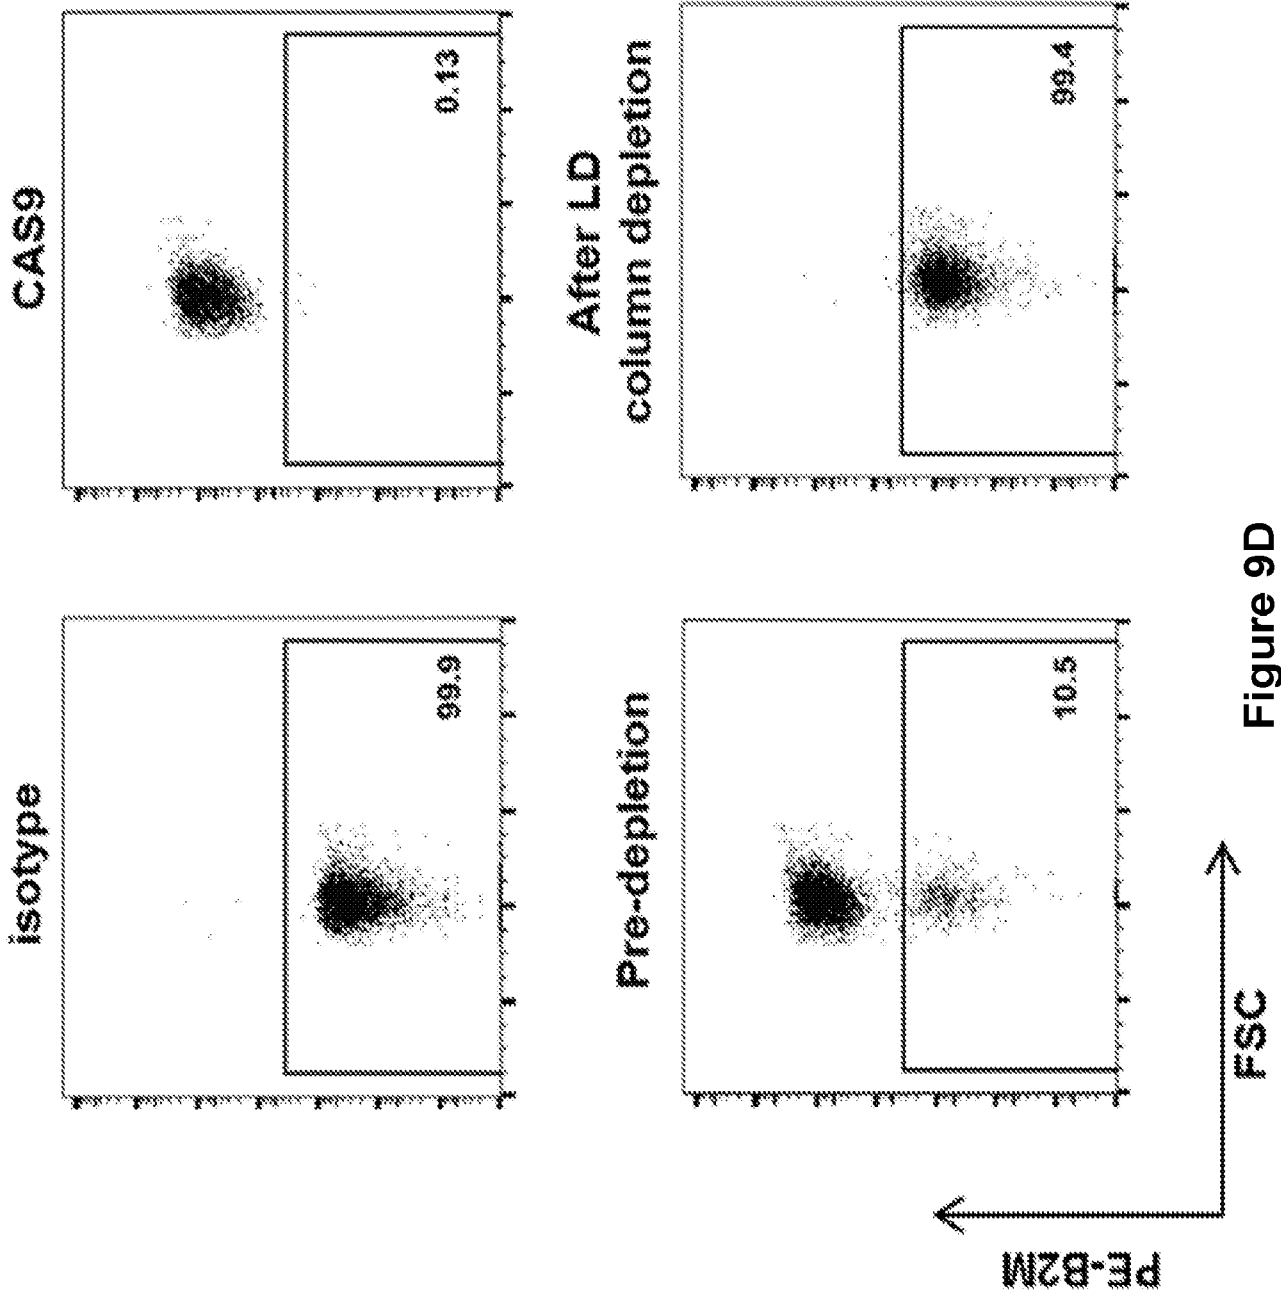 isotype
CAS9
99.9
0.13
Pre-depletion
After LD
column depletion
10.5
99.4
PE-B2M
FSC
Figure 9D